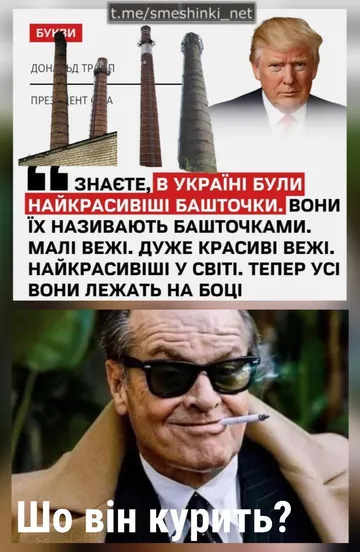 t.me/smeshinki_net
БУКВИ
ДОНАЛЬД ТРАМП
ПРЕЗИДЕНТ США
ЗНАЄТЕ, В УКРАЇНІ БУЛИ
НАЙКРАСИВІШІ БАШТОЧКИ. ВОНИ
ЇХ НАЗИВАЮТЬ БАШТОЧКАМИ.
МАЛІ ВЕЖІ. ДУЖЕ КРАСИВІ ВЕЖІ.
НАЙКРАСИВІШІ У СВІТІ. ТЕПЕР УСІ
ВОНИ ЛЕЖАТЬ НА БОЦІ
Шо він курить?